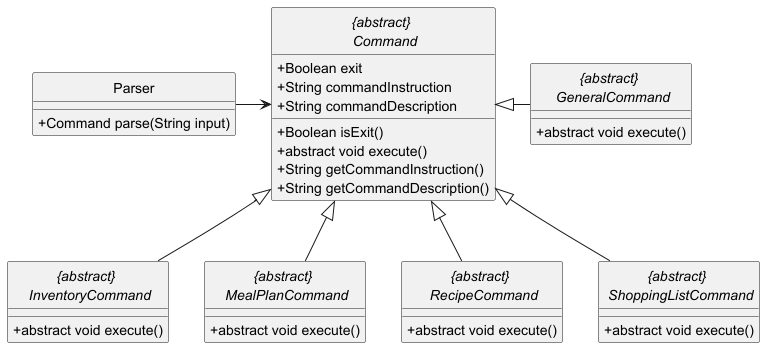 {abstract}
Command
+Boolean exit
+String commandInstruction
+String commandDescription
+Boolean isExit()
+abstract void execute()
+String getCommandInstruction()
+String getCommandDescription()
Parser
+Command parse(String input)
{abstract}
GeneralCommand
+abstract void execute()
{abstract}
InventoryCommand
+abstract void execute()
{abstract}
MealPlanCommand
+abstract void execute()
{abstract}
RecipeCommand
+abstract void execute()
{abstract}
ShoppingListCommand
+abstract void execute()